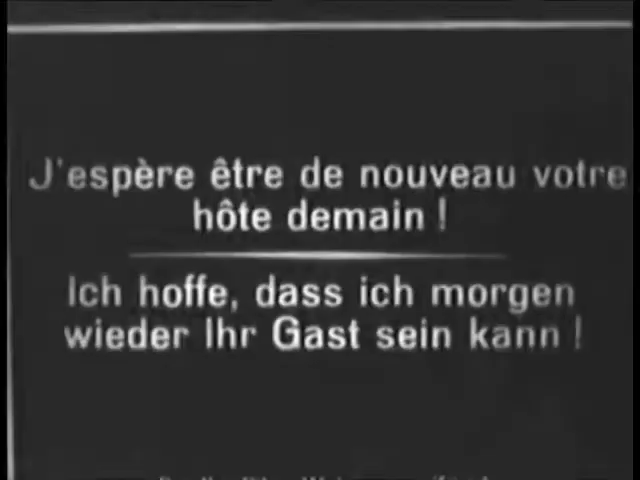 J'espère être de nouveau votre
hôte demain !
Ich hoffe, dass ich morgen
wieder Ihr Gast sein kann !